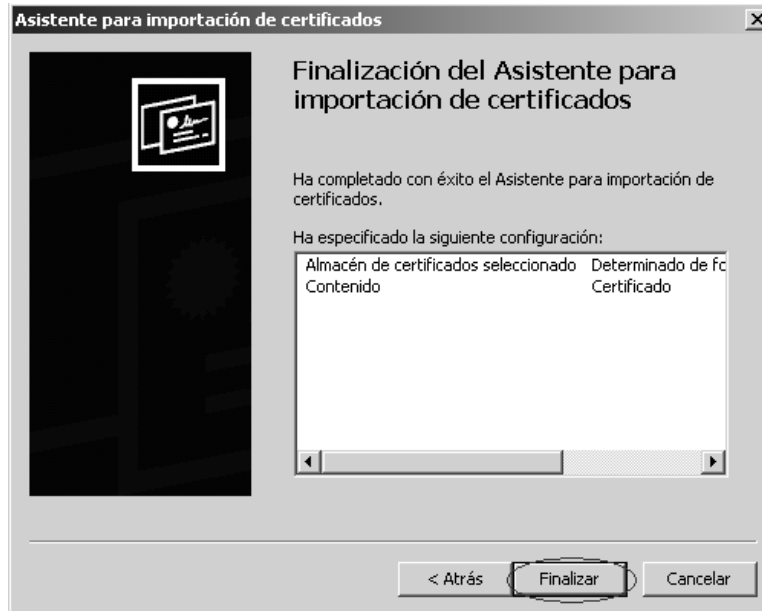 Asistente para importación de certificados
Finalización del Asistente para
importación de certificados
Ha completado con éxito el Asistente para importación de
certificados.
Ha especificado la siguiente configuración:
Almacén de certificados seleccionado Determinado de fo
Contenido Certificado
< Atrás Finalizar Cancelar